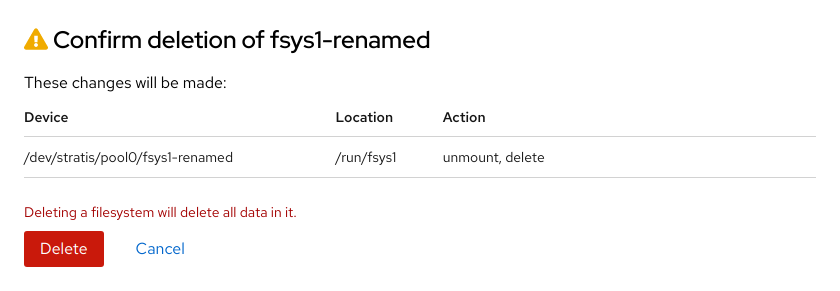 Confirm deletion of fsys1-renamed
These changes will be made:
Device Location Action
/dev/stratis/pool0/fsys1-renamed /run/fsys1 unmount, delete
Deleting a filesystem will delete all data in it.
Delete Cancel